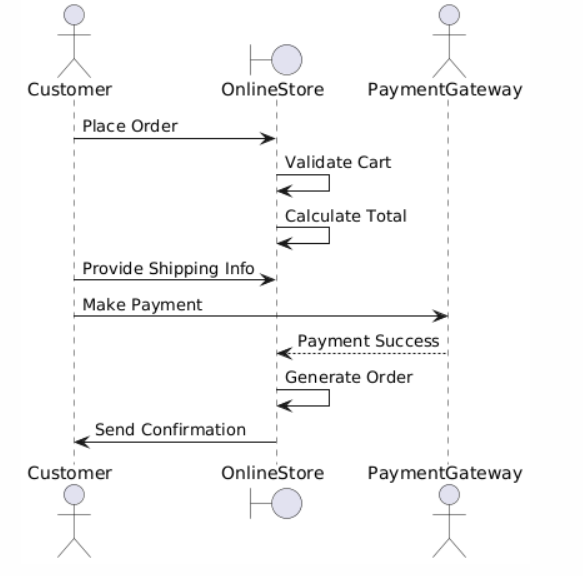 Customer
OnlineStore
PaymentGateway
Place Order
Validate Cart
Calculate Total
Provide Shipping Info
Make Payment
Payment Success
Generate Order
Send Confirmation
Customer
OnlineStore
PaymentGateway